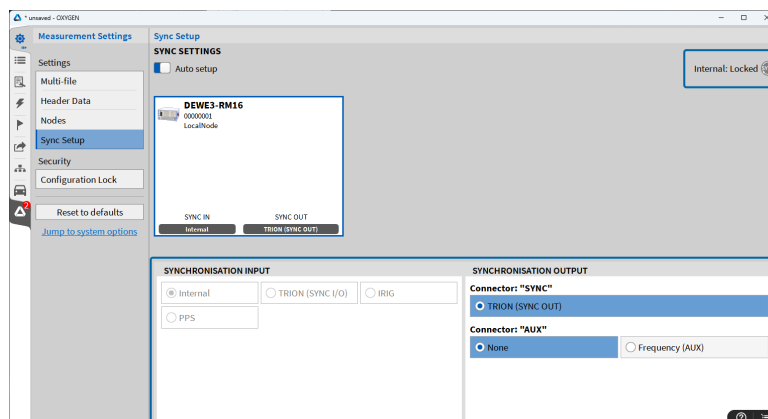 * unsaved - OXYGEN
Measurement Settings
Sync Setup
SYNC SETTINGS
Auto setup
Internal: Locked
Settings
Multi-file
Header Data
Nodes
Sync Setup
Security
Configuration Lock
Reset to defaults
Jump to system options
2
DEWE3-RM16
00000001
LocalNode
SYNC IN
SYNC OUT
Internal
TRION (SYNC OUT)
SYNCHRONISATION INPUT
Internal
TRION (SYNC I/O)
IRIG
PPS
SYNCHRONISATION OUTPUT
Connector: "SYNC"
TRION (SYNC OUT)
Connector: "AUX"
None
Frequency (AUX)
?